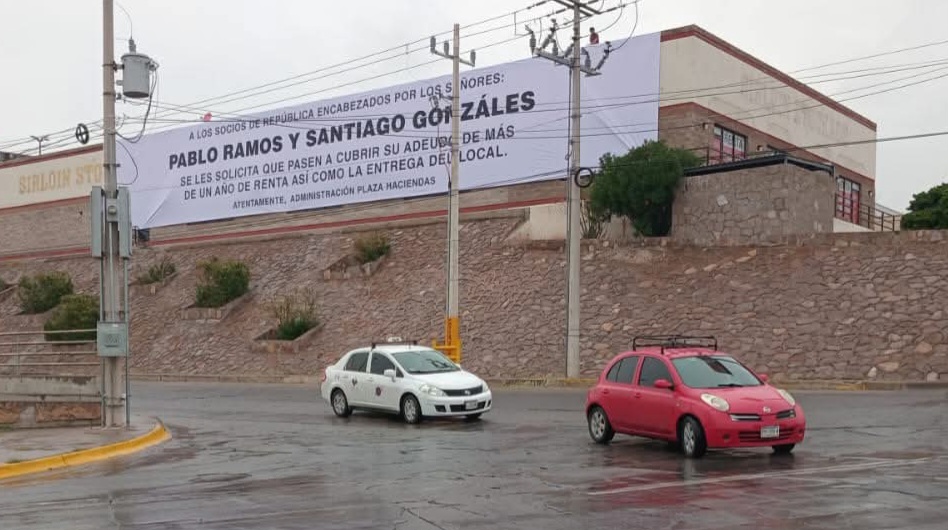 A LOS SOCIOS DE REPÚBLICA ENCABEZADOS POR LOS SEÑORES:
PABLO RAMOS Y SANTIAGO GONZÁLES
SE LES SOLICITA QUE PASEN A CUBRIR SU ADEUDO DE MÁS
DE UN AÑO DE RENTA ASÍ COMO LA ENTREGA DEL LOCAL.
ATENTAMENTE, ADMINISTRACIÓN PLAZA HACIENDAS
SIRLOIN